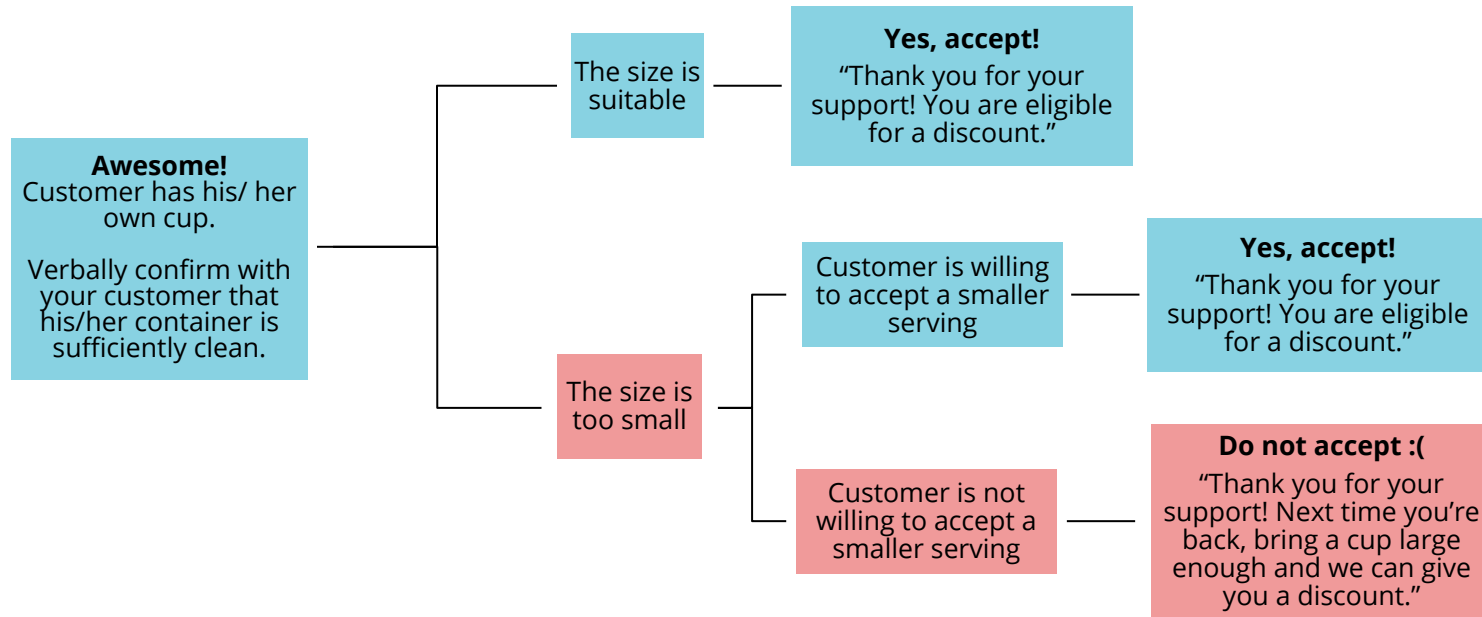 Awesome!
Customer has his/ her
own cup.
Verbally confirm with
your customer that
his/her container is
sufficiently clean.
The size is
suitable
Yes, accept!
“Thank you for your
support! You are eligible
for a discount.”
The size is
too small
Customer is willing
to accept a smaller
serving
Yes, accept!
“Thank you for your
support! You are eligible
for a discount.”
Customer is not
willing to accept a
smaller serving
Do not accept :(
“Thank you for your
support! Next time you’re
back, bring a cup large
enough and we can give
you a discount.”